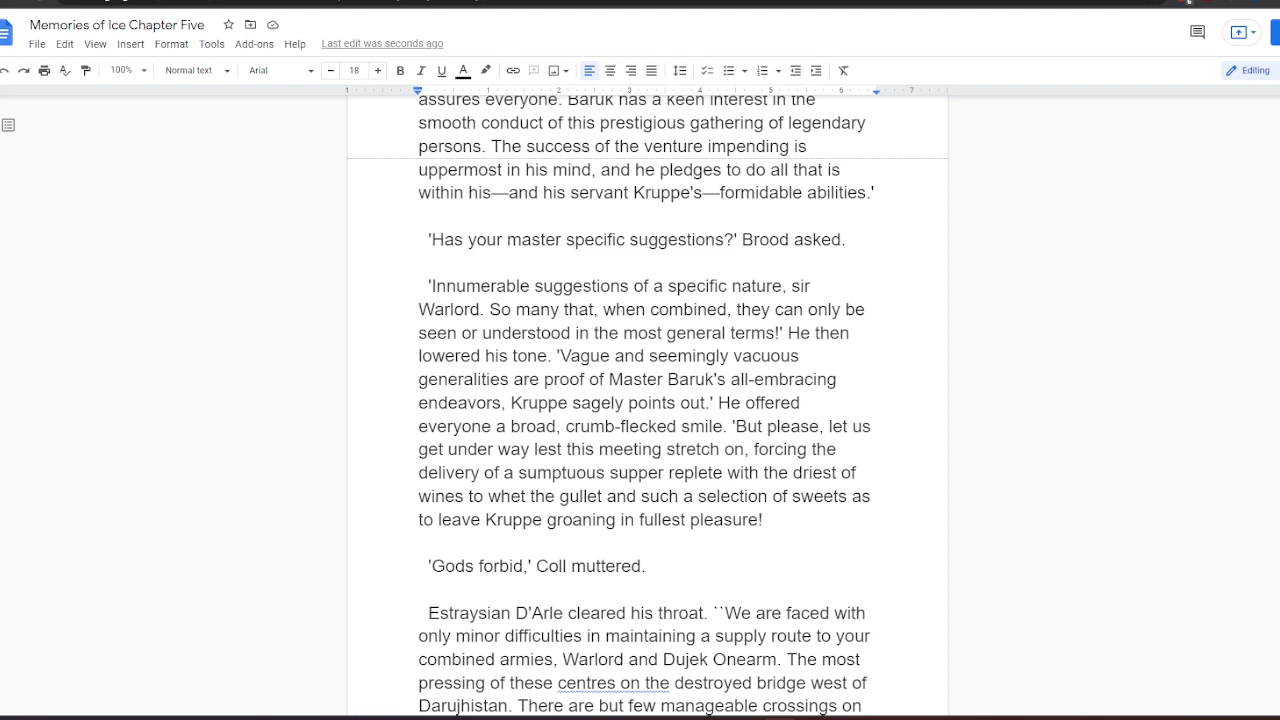 Memories of Ice Chapter Five
File Edit View Insert Format Tools Add-ons Help Last edit was seconds ago
100% Normal text Arial 18 B I U A Editing
1 1 2 3 4 5 6 7
assures everyone. Baruk has a keen interest in the
smooth conduct of this prestigious gathering of legendary
persons. The success of the venture impending is
uppermost in his mind, and he pledges to do all that is
within his—and his servant Kruppe's—formidable abilities.'
'Has your master specific suggestions?' Brood asked.
'Innumerable suggestions of a specific nature, sir
Warlord. So many that, when combined, they can only be
seen or understood in the most general terms!' He then
lowered his tone. 'Vague and seemingly vacuous
generalities are proof of Master Baruk's all-embracing
endeavors, Kruppe sagely points out.' He offered
everyone a broad, crumb-flecked smile. 'But please, let us
get under way lest this meeting stretch on, forcing the
delivery of a sumptuous supper replete with the driest of
wines to whet the gullet and such a selection of sweets as
to leave Kruppe groaning in fullest pleasure!
'Gods forbid,' Coll muttered.
Estraysian D'Arle cleared his throat. ``We are faced with
only minor difficulties in maintaining a supply route to your
combined armies, Warlord and Dujek Onearm. The most
pressing of these centres on the destroyed bridge west of
Darujhistan. There are but few manageable crossings on